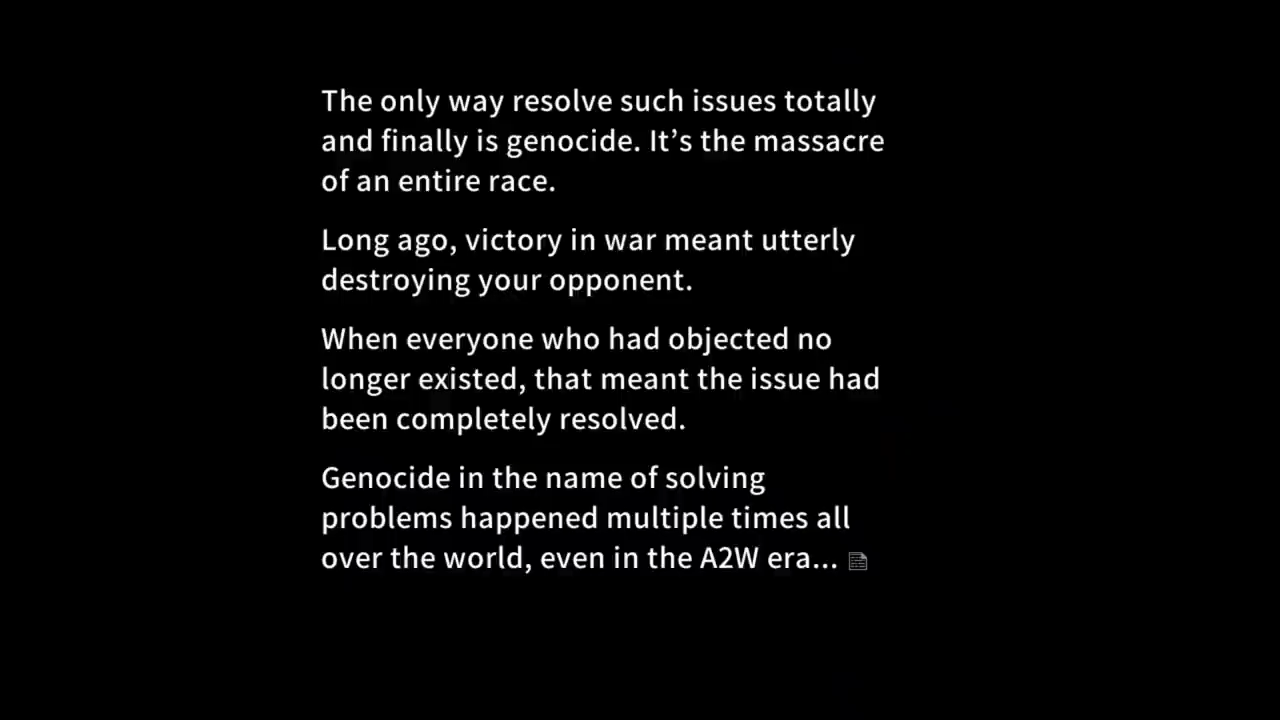 The only way resolve such issues totally
and finally is genocide. It’s the massacre
of an entire race.
Long ago, victory in war meant utterly
destroying your opponent.
When everyone who had objected no
longer existed, that meant the issue had
been completely resolved.
Genocide in the name of solving
problems happened multiple times all
over the world, even in the A2W era...